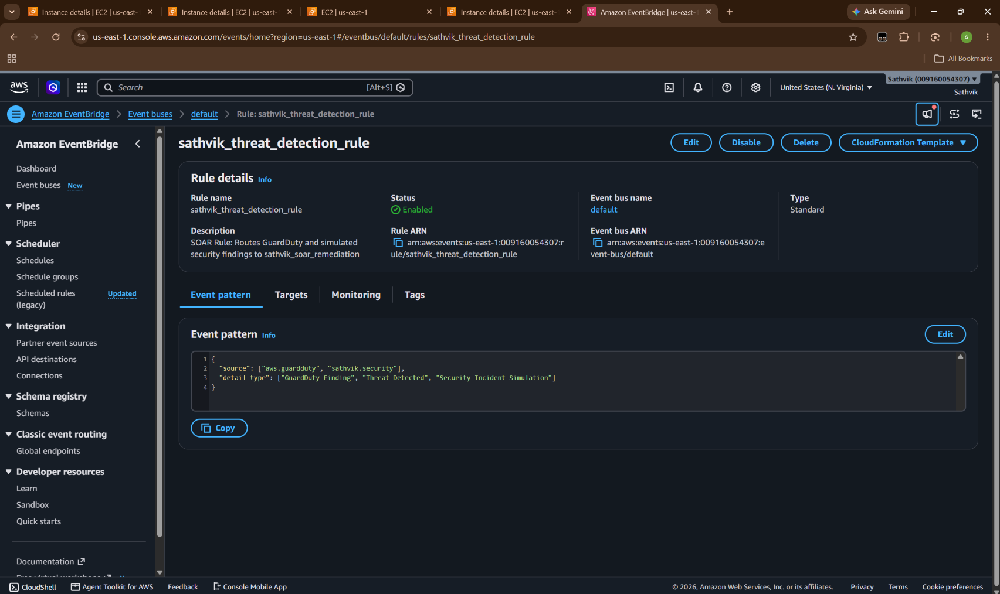 Instance details | EC2 | us-east-
Instance details | EC2 | us-east-
EC2 | us-east-1
Instance details | EC2 | us-east-
Amazon EventBridge | us-east-1
Ask Gemini
us-east-1.console.aws.amazon.com/events/home?region=us-east-1#/eventbus/default/rules/sathvik_threat_detection_rule
s
All Bookmarks
aws
Search
[Alt+S]
United States (N. Virginia)
Sathvik (009160054307)
Sathvik
Amazon EventBridge
Event buses
default
Rule: sathvik_threat_detection_rule
Amazon EventBridge
Dashboard
Event buses New
Pipes
Pipes
Scheduler
Schedules
Schedule groups
Scheduled rules Updated
(legacy)
Integration
Partner event sources
API destinations
Connections
Schema registry
Schemas
Classic event routing
Global endpoints
Developer resources
Learn
Sandbox
Quick starts
Documentation
sathvik_threat_detection_rule
Edit
Disable
Delete
CloudFormation Template
Rule details Info
Rule name
sathvik_threat_detection_rule
Description
SOAR Rule: Routes GuardDuty and simulated
security findings to sathvik_soar_remediation
Status
Enabled
Rule ARN
arn:aws:events:us-east-1:009160054307:r
ule/sathvik_threat_detection_rule
Event bus name
default
Event bus ARN
arn:aws:events:us-east-1:009160054307:e
vent-bus/default
Type
Standard
Event pattern
Targets
Monitoring
Tags
Event pattern Info
Edit
1 {
2 "source": ["aws.guardduty", "sathvik.security"],
3 "detail-type": ["GuardDuty Finding", "Threat Detected", "Security Incident Simulation"]
4 }
Copy
CloudShell
Agent Toolkit for AWS
Feedback
Console Mobile App
© 2026, Amazon Web Services, Inc. or its affiliates.
Privacy
Terms
Cookie preferences